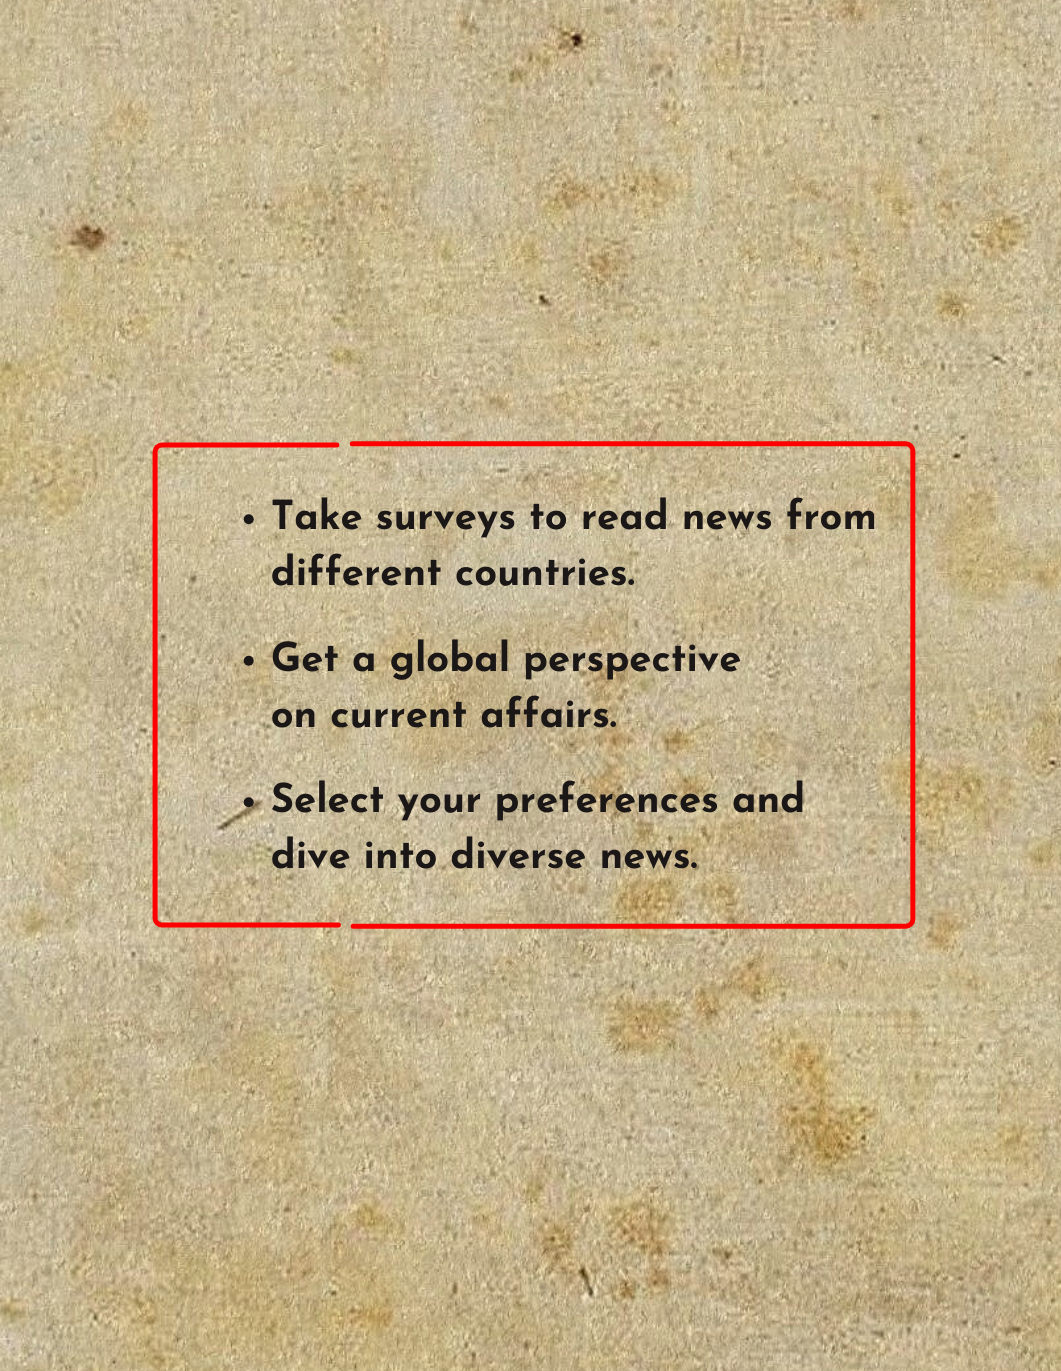 • Take surveys to read news from
different countries.
• Get a global perspective
on current affairs.
• Select your preferences and
dive into diverse news.